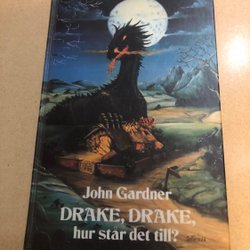 John Gardner
DRAKE, DRAKE,
hur står det till?